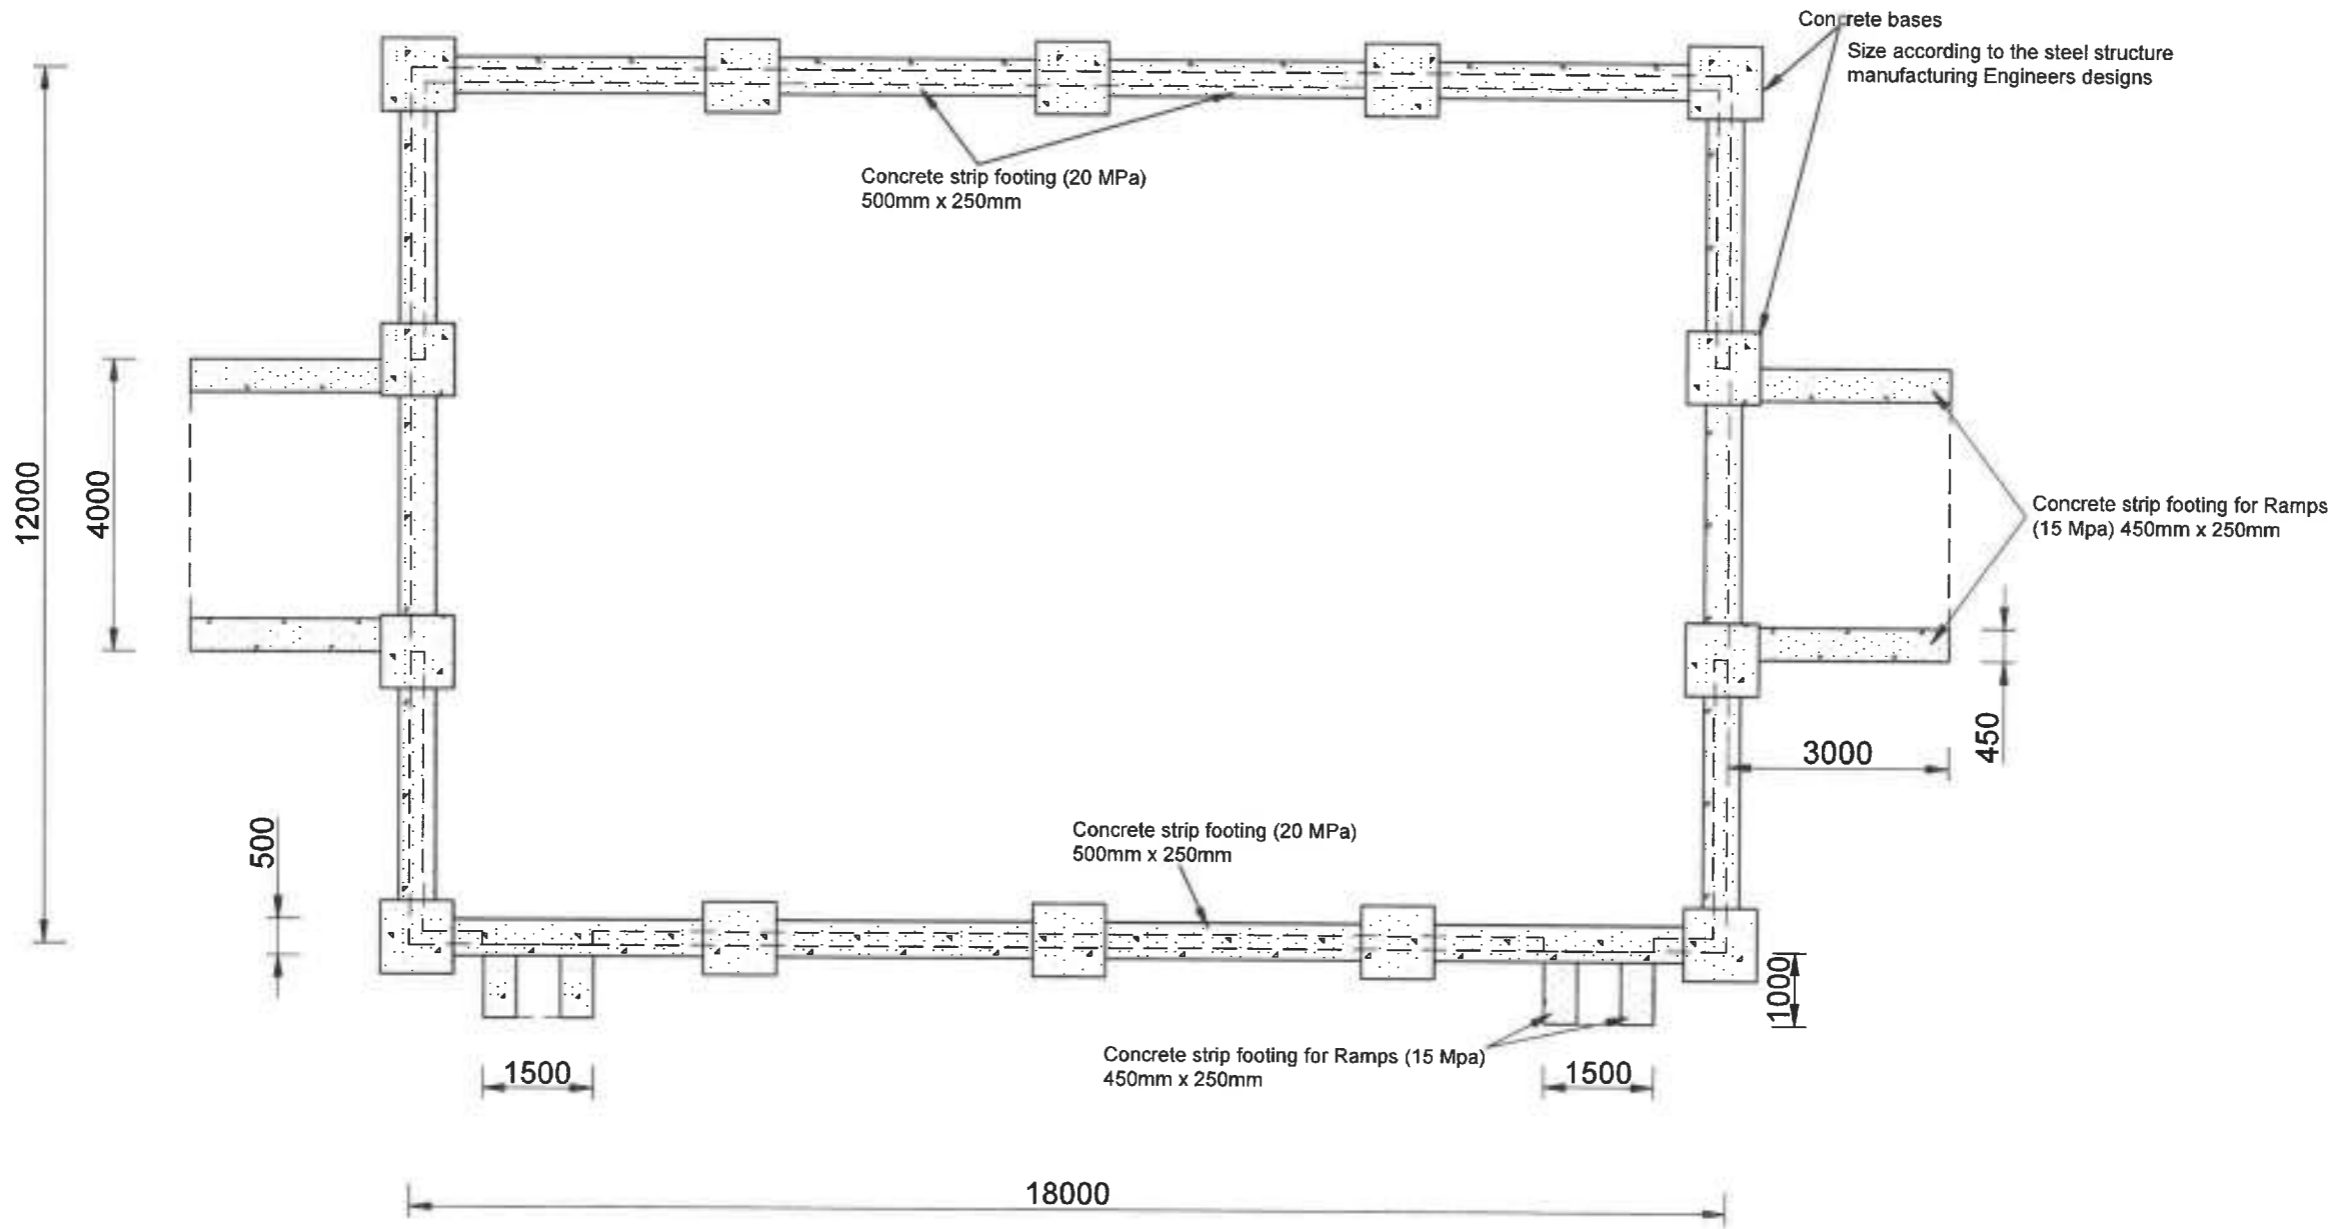 Concrete bases
Size according to the steel structure
manufacturing Engineers designs
Concrete strip footing (20 MPa)
500mm x 250mm
12000
4000
Concrete strip footing for Ramps
(15 Mpa) 450mm x 250mm
450
3000
500
Concrete strip footing (20 MPa)
500mm x 250mm
1000
Concrete strip footing for Ramps (15 Mpa)
450mm x 250mm
1500
1500
18000